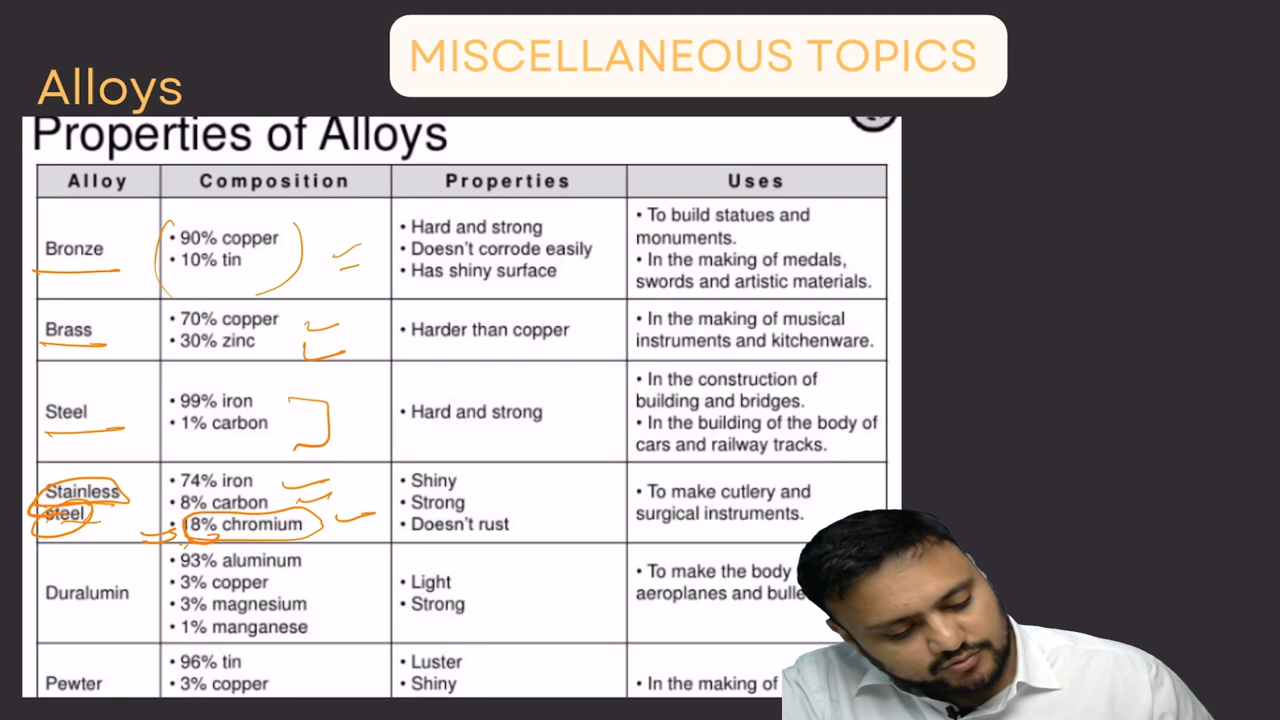 MISCELLANEOUS TOPICS
Alloys
Properties of Alloys
Alloy Composition Properties Uses
Bronze
• 90% copper
• 10% tin
• Hard and strong
• Doesn't corrode easily
• Has shiny surface
• To build statues and
monuments.
• In the making of medals,
swords and artistic materials.
Brass
• 70% copper
• 30% zinc
• Harder than copper
• In the making of musical
instruments and kitchenware.
Steel
• 99% iron
• 1% carbon
• Hard and strong
• In the construction of
building and bridges.
• In the building of the body of
cars and railway tracks.
Stainless
steel
• 74% iron
• 8% carbon
• 18% chromium
• Shiny
• Strong
• Doesn't rust
• To make cutlery and
surgical instruments.
Duralumin
• 93% aluminum
• 3% copper
• 3% magnesium
• 1% manganese
• Light
• Strong
• To make the body
aeroplanes and
Pewter
• 96% tin
• 3% copper
• Luster
• Shiny
• In the making of